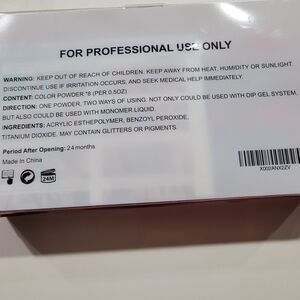 FOR PROFESSIONAL USE ONLY
WARNING: KEEP OUT OF REACH OF CHILDREN. KEEP AWAY FROM HEAT, HUMIDITY OR SUNLIGHT.
DISCONTINUE USE IF IRRITATION OCCURS, AND SEEK MEDICAL HELP IMMEDIATELY.
CONTENT: COLOR POWDER *8 (PER 0.5OZ)
DIRECTION: ONE POWDER, TWO WAYS OF USING. NOT ONLY COULD BE USED WITH DIP GEL SYSTEM,
BUT ALSO COULD BE USED WITH MONOMER LIQUID.
INGREDIENTS: ACRYLIC ESTHEPOLYMER, BENZOYL PEROXIDE,
TITANIUM DIOXIDE. MAY CONTAIN GLITTERS OR PIGMENTS.
Period After Opening: 24 months
Made In China
24M
X002ANX2ZV